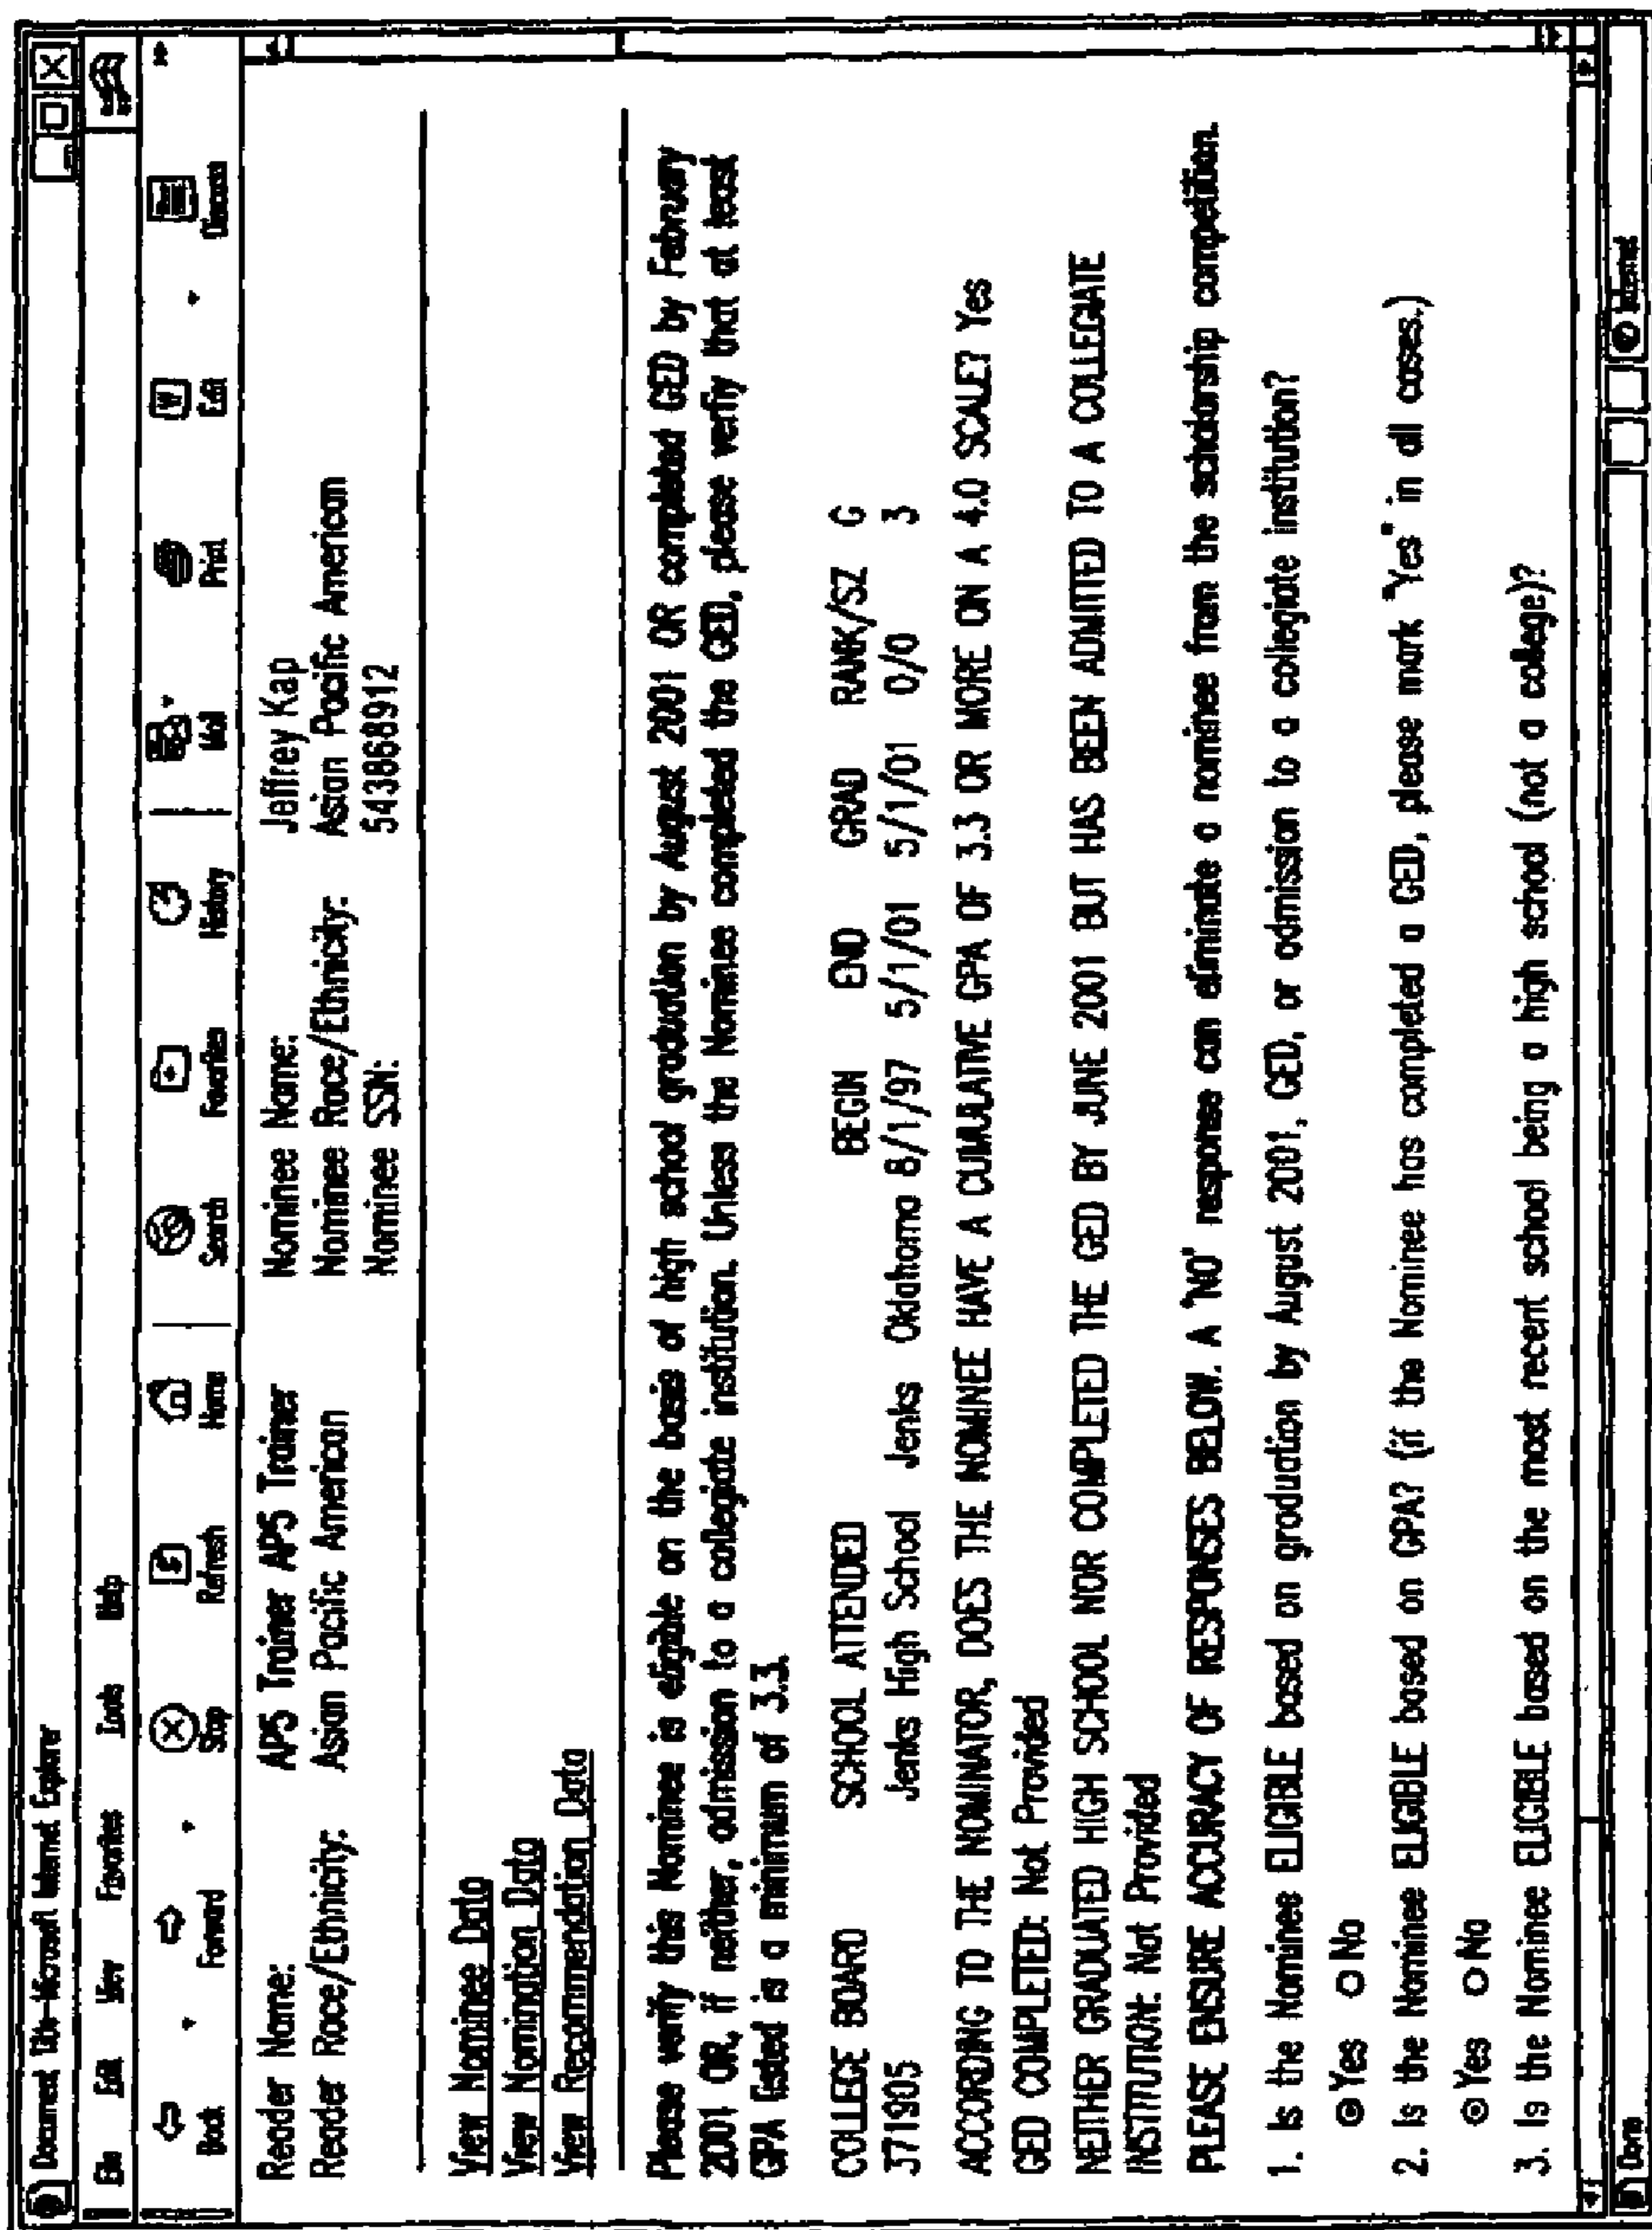 Document Title-Microsoft Internet Explorer
File Edit View Favorites Tools Help
Back Forward Stop Refresh Home Search Favorites History Mail Print Edit Discuss
Reader Name: AP5 Trainer AP5 Trainer Nominee Name: Jeffrey Kap
Reader Race/Ethnicity: Asian Pacific American Nominee Race/Ethnicity: Asian Pacific American
Nominee SSN: 543868912
View Nominee Data
View Nomination Data
View Recommendation Data
Please verify this Nominee is eligible on the basis of high school graduation by August 2001 OR completed GED by February
2001 OR, if neither, admission to a collegiate institution. Unless the Nominee completed the GED, please verify that at least
GPA listed is a minimum of 3.3.
COLLEGE BOARD SCHOOL ATTENDED BEGIN END GRAD RANK/SZ G
371905 Jenks High School Jenks Oklahoma 8/1/97 5/1/01 5/1/01 0/0 3
ACCORDING TO THE NOMINATOR, DOES THE NOMINEE HAVE A CUMULATIVE GPA OF 3.3 OR MORE ON A 4.0 SCALE? Yes
GED COMPLETED: Not Provided
NEITHER GRADUATED HIGH SCHOOL NOR COMPLETED THE GED BY JUNE 2001 BUT HAS BEEN ADMITTED TO A COLLEGIATE
INSTITUTION: Not Provided
PLEASE ENSURE ACCURACY OF RESPONSES BELOW. A "NO" response can eliminate a nominee from the scholarship competition.
1. Is the Nominee ELIGIBLE based on graduation by August 2001, GED, or admission to a collegiate institution?
Yes No
2. Is the Nominee ELIGIBLE based on GPA? (if the Nominee has completed a GED, please mark "Yes" in all cases.)
Yes No
3. Is the Nominee ELIGIBLE based on the most recent school being a high school (not a college)?
Done Internet